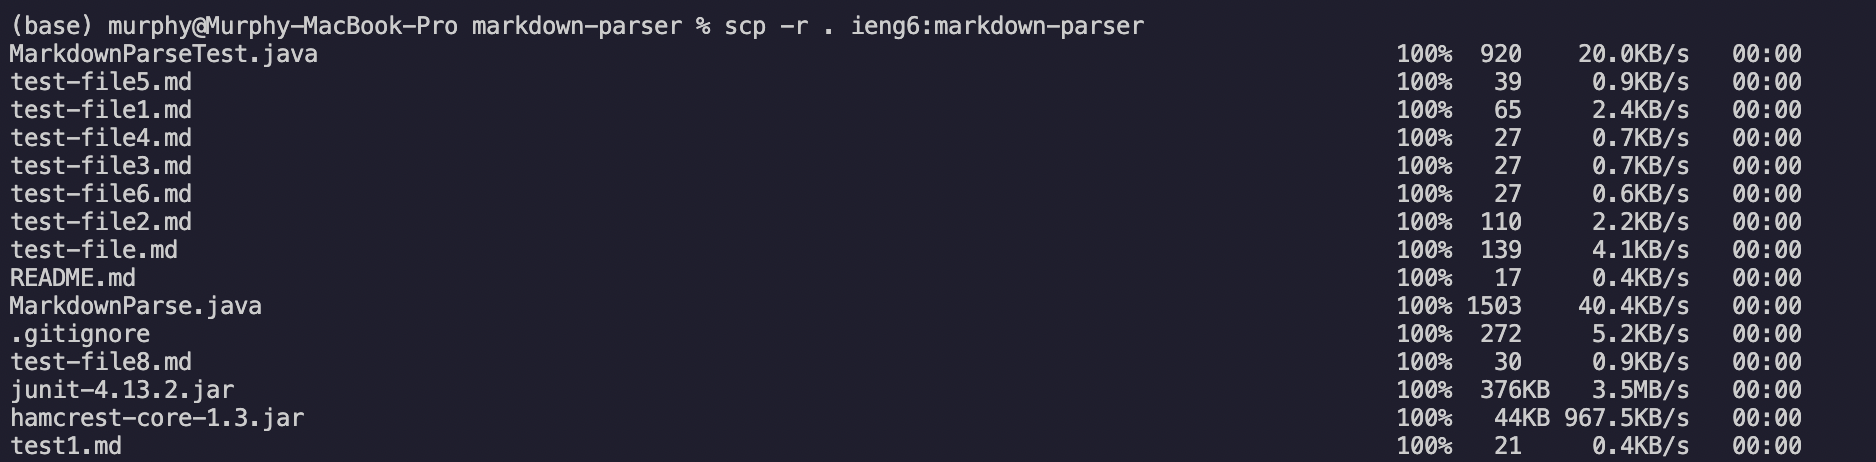 (base) murphy@Murphy-MacBook-Pro markdown-parser % scp -r . ieng6:markdown-parser
MarkdownParseTest.java 100% 920 20.0KB/s 00:00
test-file5.md 100% 39 0.9KB/s 00:00
test-file1.md 100% 65 2.4KB/s 00:00
test-file4.md 100% 27 0.7KB/s 00:00
test-file3.md 100% 27 0.7KB/s 00:00
test-file6.md 100% 27 0.6KB/s 00:00
test-file2.md 100% 110 2.2KB/s 00:00
test-file.md 100% 139 4.1KB/s 00:00
README.md 100% 17 0.4KB/s 00:00
MarkdownParse.java 100% 1503 40.4KB/s 00:00
.gitignore 100% 272 5.2KB/s 00:00
test-file8.md 100% 30 0.9KB/s 00:00
junit-4.13.2.jar 100% 376KB 3.5MB/s 00:00
hamcrest-core-1.3.jar 100% 44KB 967.5KB/s 00:00
test1.md 100% 21 0.4KB/s 00:00